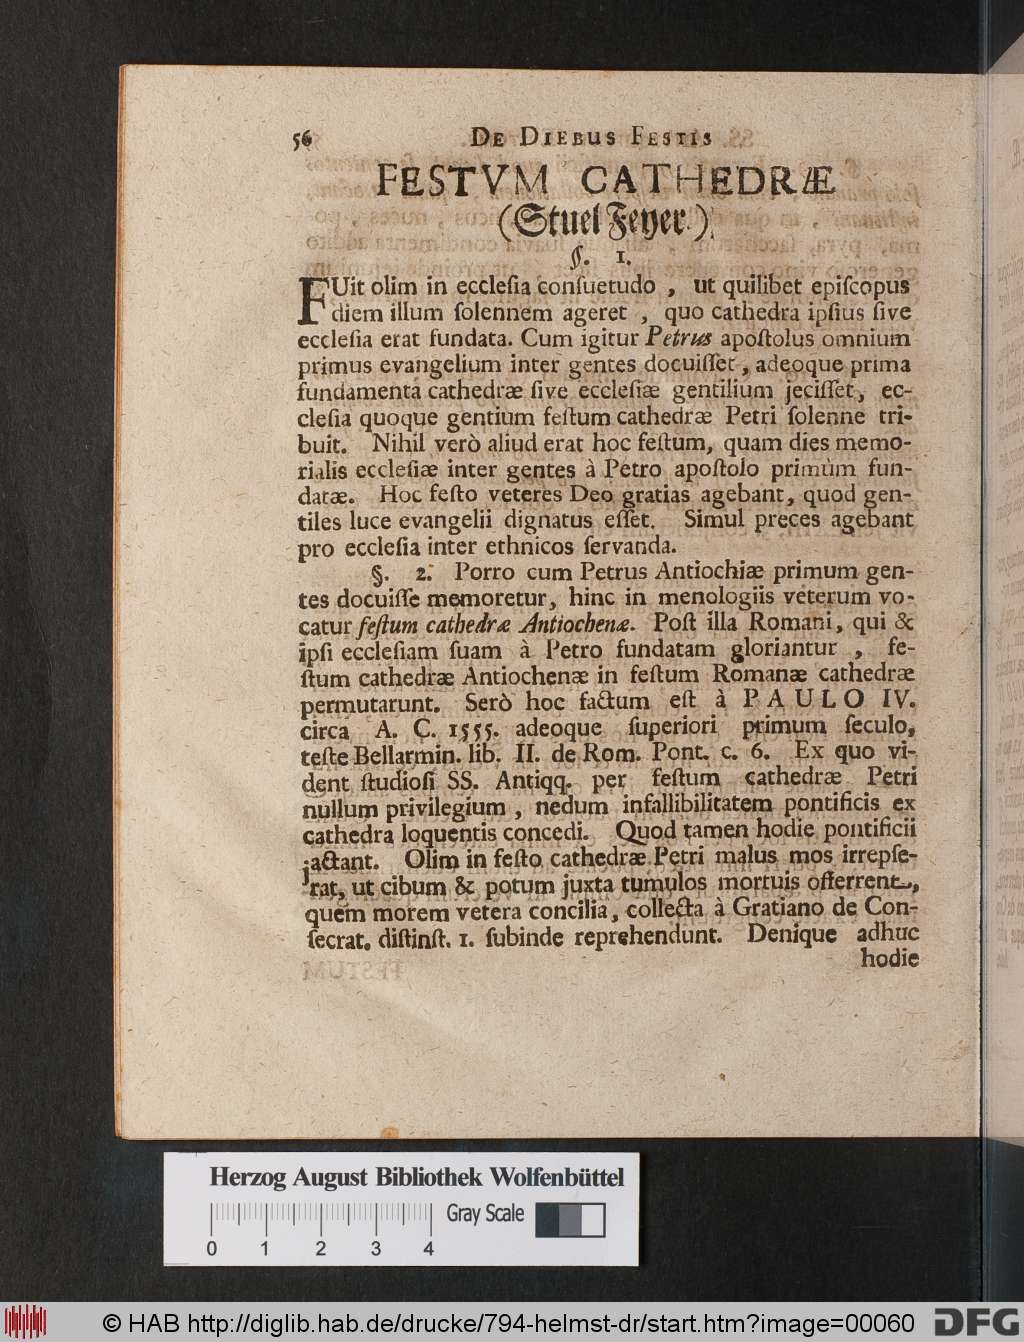 56 DE DIEBUS FESTIS
FESTVM CATHEDRÆ
(Stuel Feyer.)
§. 1.
FUit olim in ecclesia consuetudo, ut quilibet episcopus
diem illum solennem ageret, quo cathedra ipsius sive
ecclesia erat fundata. Cum igitur Petrus apostolus omnium
primus evangelium inter gentes docuisset, adeoque prima
fundamenta cathedræ sive ecclesiæ gentilium jecisset, ec-
clesia quoque gentium festum cathedræ Petri solenne tri-
buit. Nihil verò aliud erat hoc festum, quam dies memo-
rialis ecclesiæ inter gentes à Petro apostolo primùm fun-
datæ. Hoc festo veteres Deo gratias agebant, quod gen-
tiles luce evangelii dignatus esset. Simul preces agebant
pro ecclesia inter ethnicos servanda.
§. 2. Porro cum Petrus Antiochiæ primum gen-
tes docuisse memoretur, hinc in menologiis veterum vo-
catur festum cathedræ Antiochenæ. Post illa Romani, qui &
ipsi ecclesiam suam à Petro fundatam gloriantur, fe-
stum cathedræ Antiochenæ in festum Romanæ cathedræ
permutarunt. Serò hoc factum est à PAULO IV.
circa A. C. 1555. adeoque superiori primum seculo,
teste Bellarmin. lib. II. de Rom. Pont. c. 6. Ex quo vi-
dent studiosi SS. Antiqq. per festum cathedræ Petri
nullum privilegium, nedum infallibilitatem pontificis ex
cathedra loquentis concedi. Quod tamen hodie pontificii
jactant. Olim in festo cathedræ Petri malus mos irrepse-
rat, ut cibum & potum juxta tumulos mortuis offerrent,
quem morem vetera concilia, collecta à Gratiano de Con-
secrat. distinst. 1. subinde reprehendunt. Denique adhuc
hodie
Herzog August Bibliothek Wolfenbüttel
Gray Scale
0 1 2 3 4
© HAB http://diglib.hab.de/drucke/794-helmst-dr/start.htm?image=00060
DFG